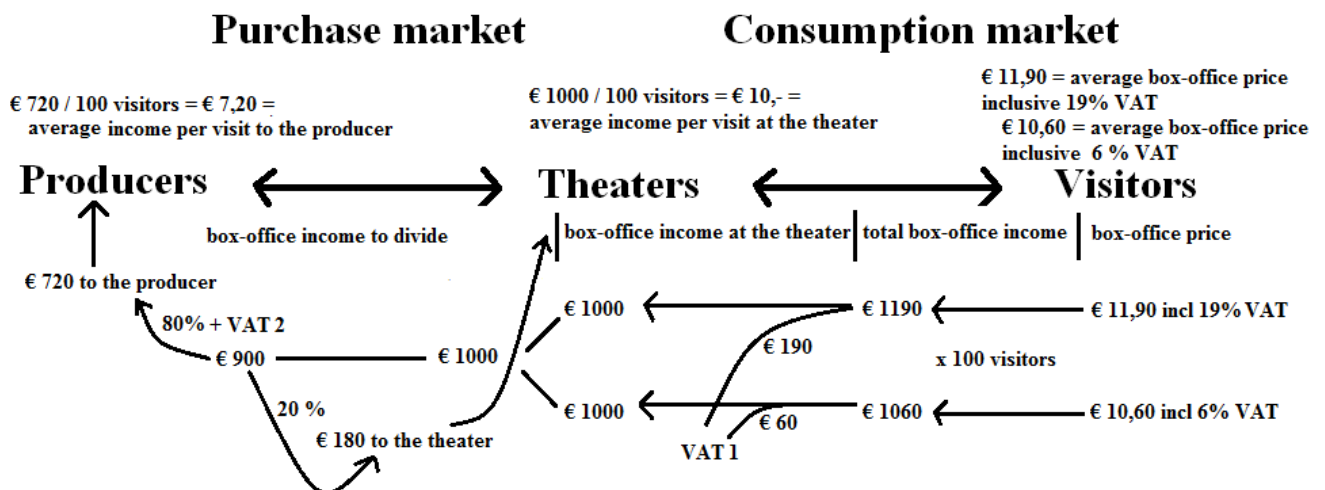 Purchase market
Consumption market
€ 720 / 100 visitors = € 7,20 =
average income per visit to the producer
€ 1000 / 100 visitors = € 10,- =
average income per visit at the theater
€ 11,90 = average box-office price
inclusive 19% VAT
€ 10,60 = average box-office price
inclusive 6 % VAT
Producers
Theaters
Visitors
box-office income to divide
box-office income at the theater
total box-office income
box-office price
€ 720 to the producer
80% + VAT 2
€ 900
€ 1000
20 %
€ 180 to the theater
€ 1000
€ 1190
€ 11,90 incl 19% VAT
€ 190
x 100 visitors
€ 1000
€ 1060
€ 10,60 incl 6% VAT
€ 60
VAT 1